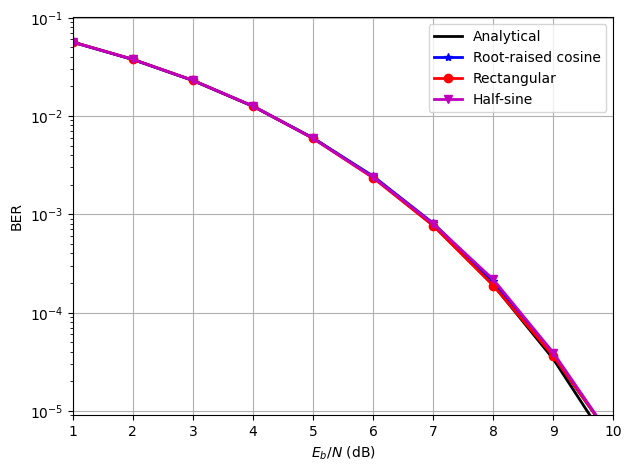 10⁻¹
10⁻²
10⁻³
10⁻⁴
10⁻⁵
BER
Analytical
Root-raised cosine
Rectangular
Half-sine
1 2 3 4 5 6 7 8 9 10
E_b/N (dB)